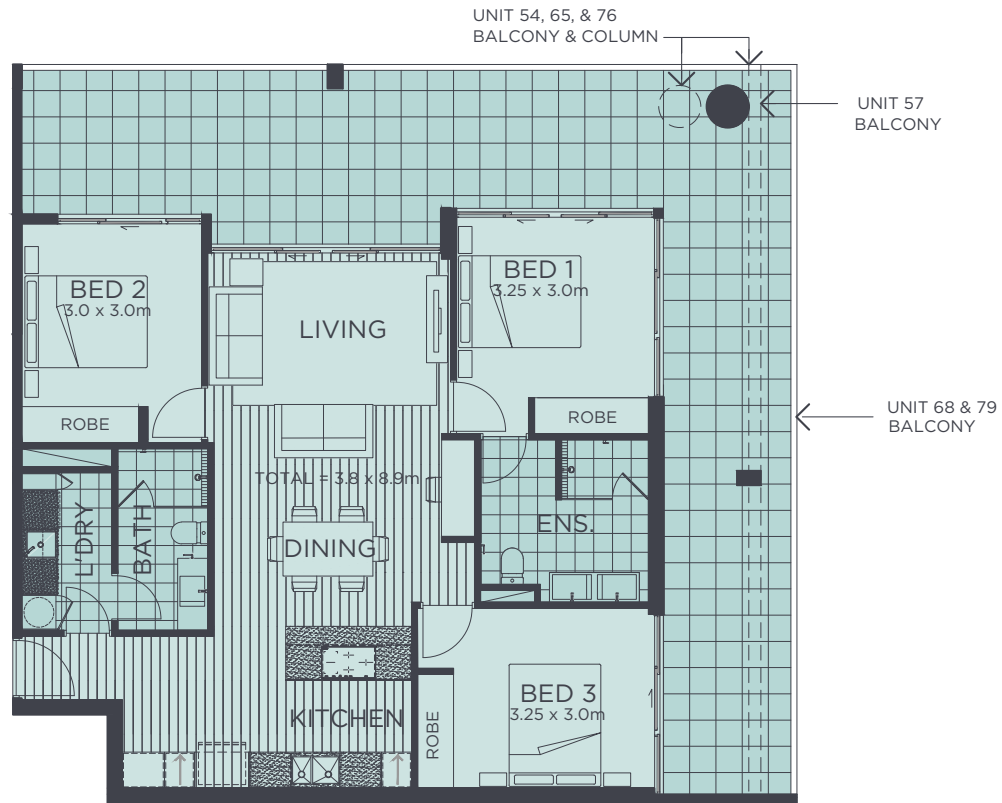 UNIT 54, 65, & 76
BALCONY & COLUMN
UNIT 57
BALCONY
BED 2
3.0 x 3.0m
BED 1
3.25 x 3.0m
LIVING
ROBE
ROBE
UNIT 68 & 79
BALCONY
TOTAL = 3.8 x 8.9m
L'DRY
BATH
DINING
ENS.
KITCHEN
BED 3
3.25 x 3.0m
ROBE